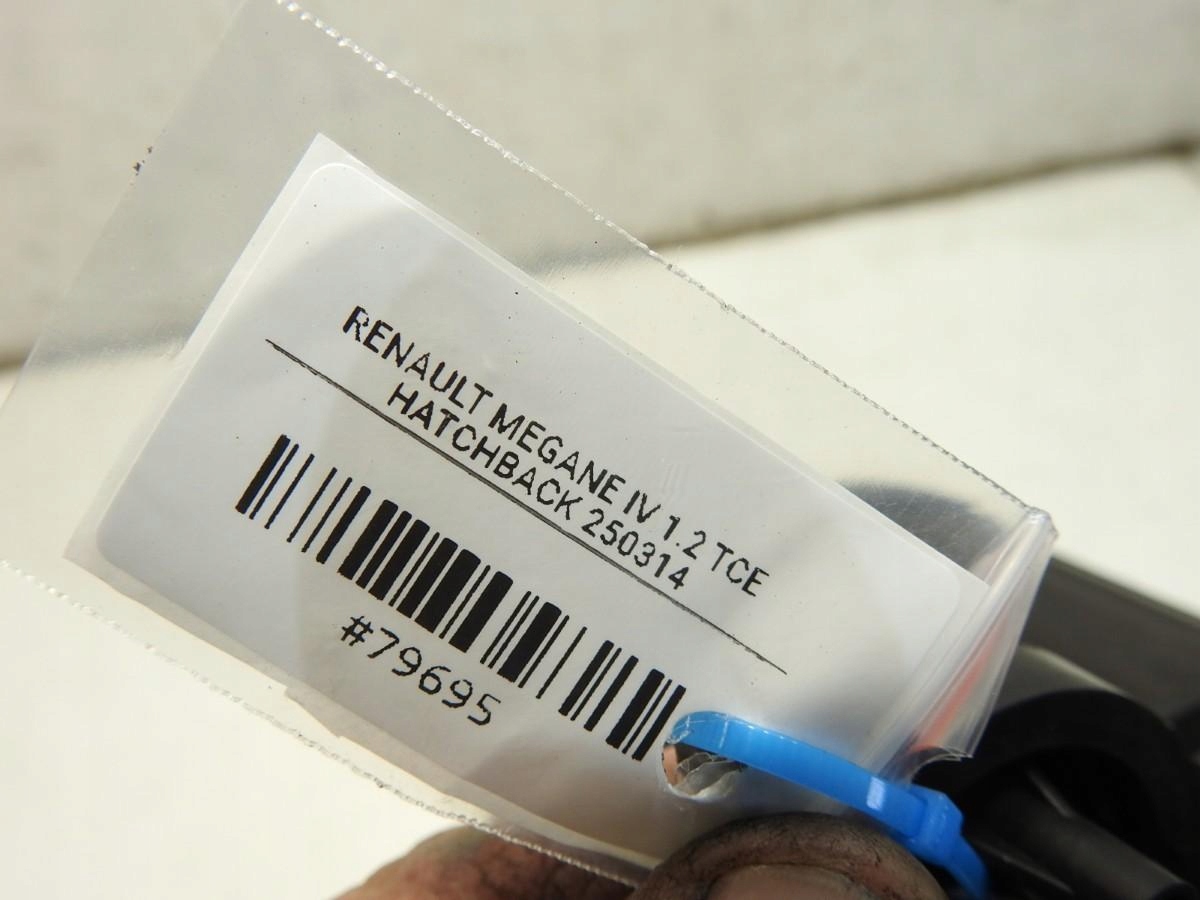 RENAULT MEGANE IV 1.2 TCE
HATCHBACK 250314
#79695